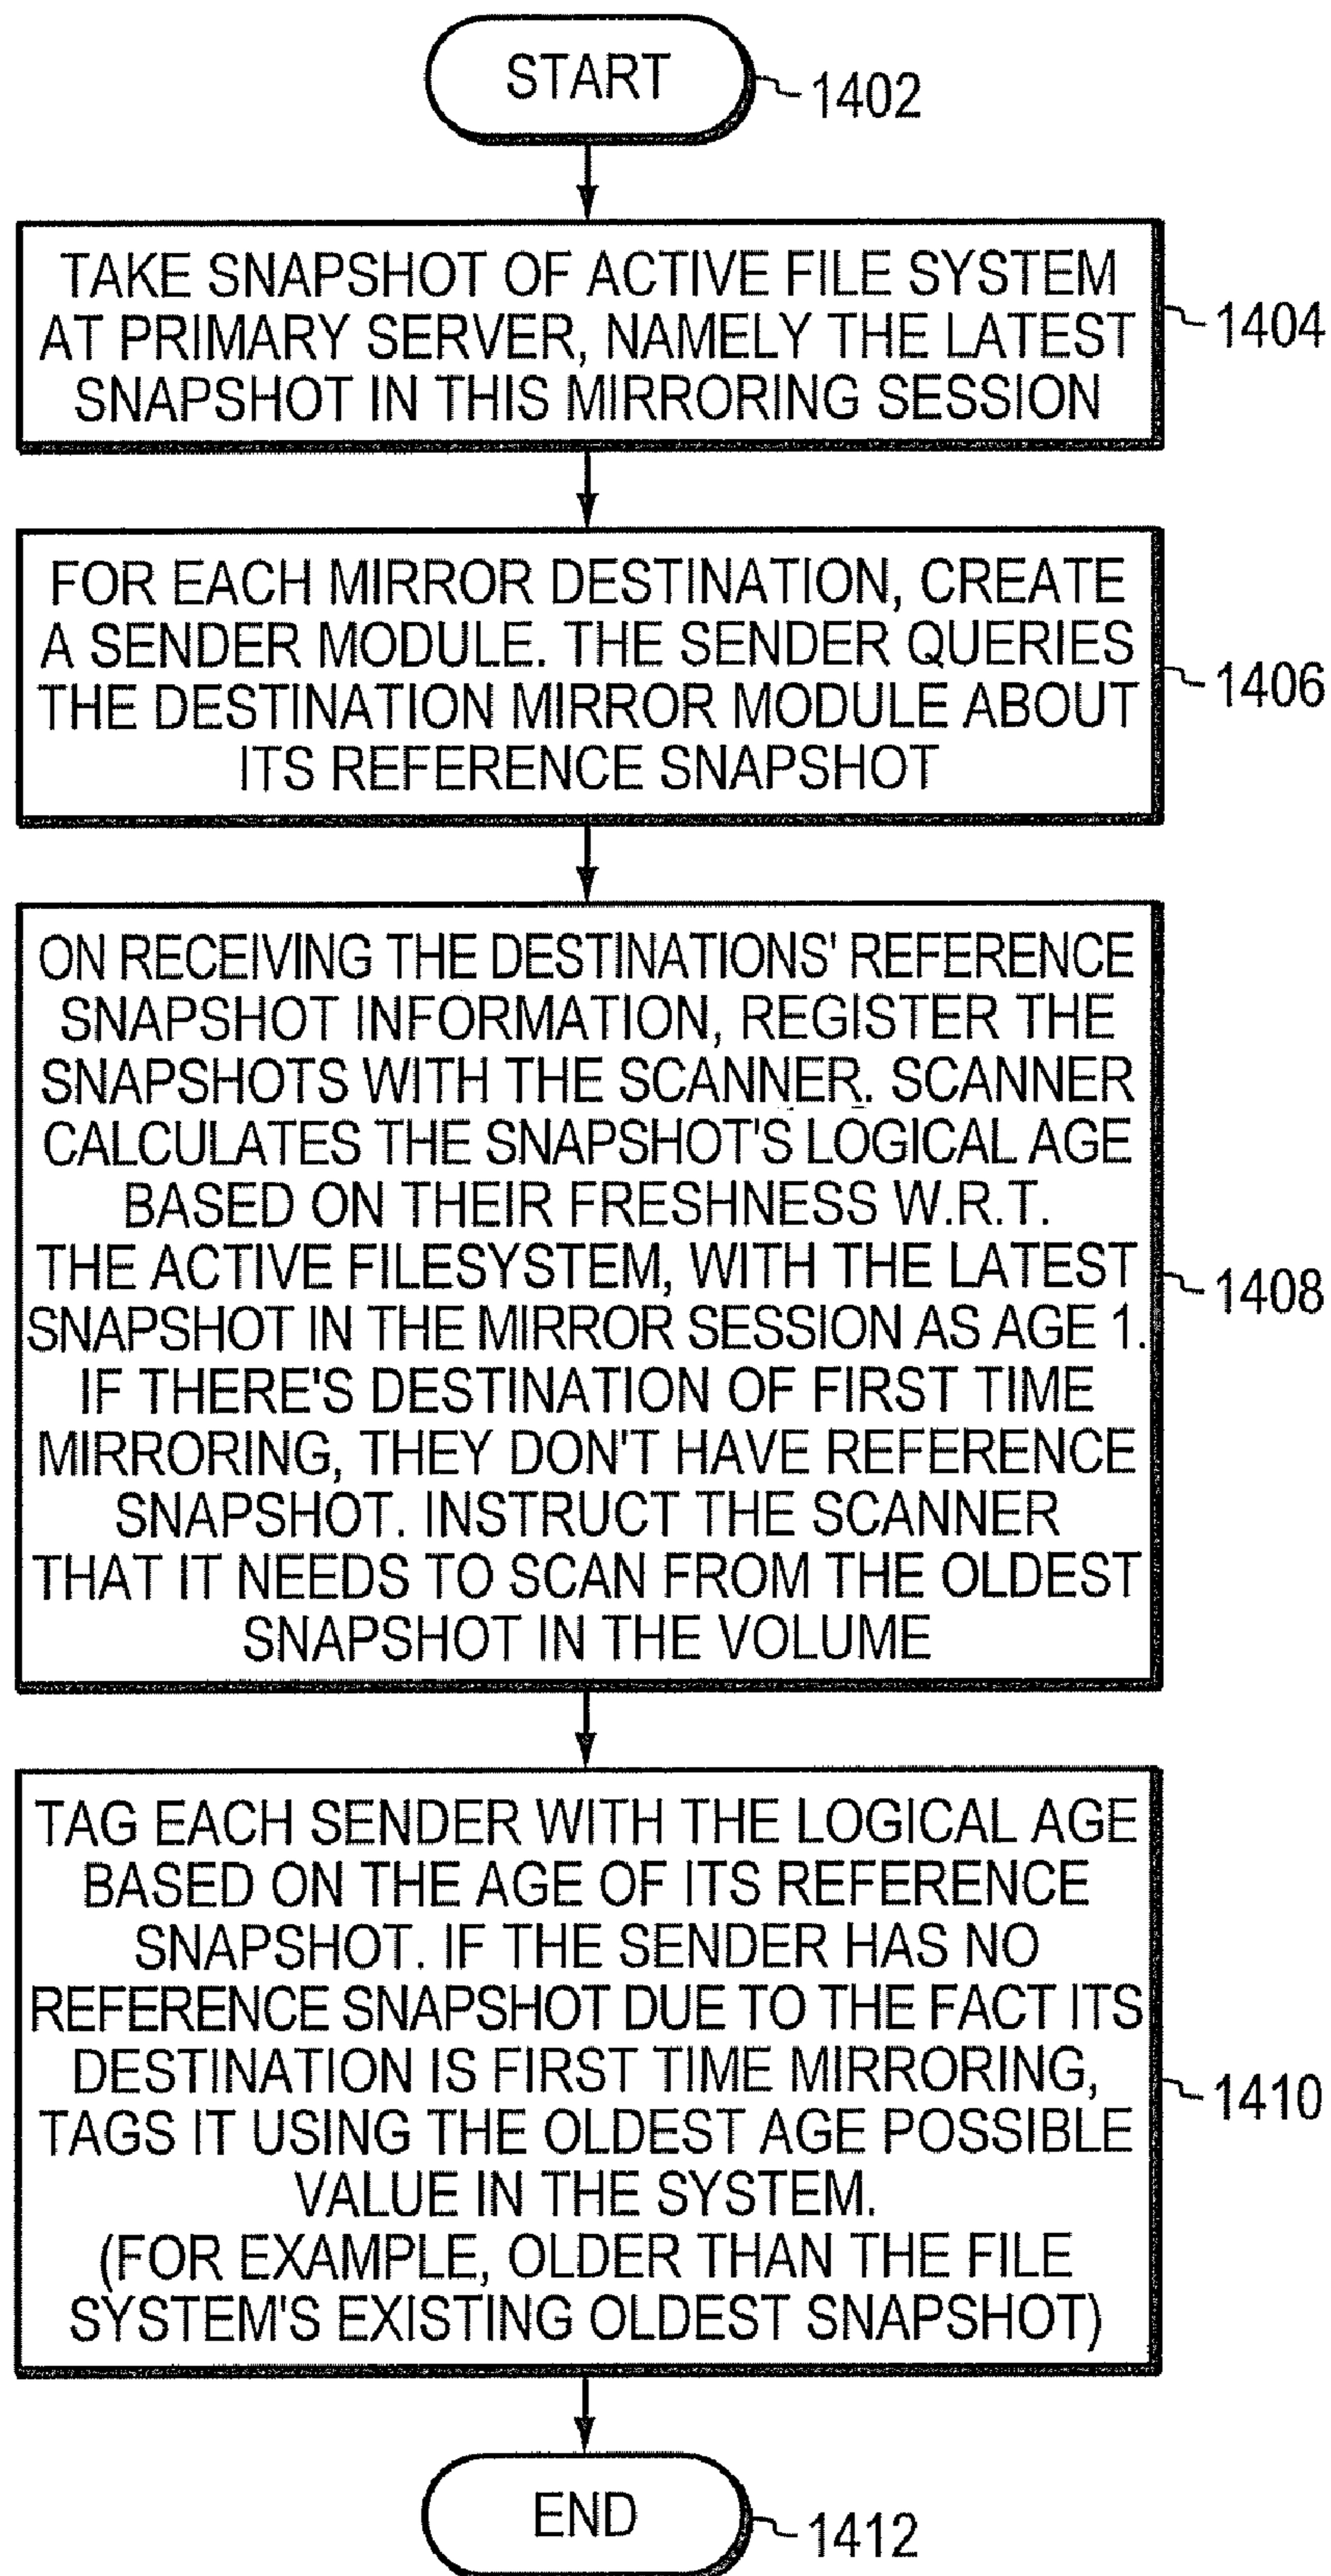 START
1402
TAKE SNAPSHOT OF ACTIVE FILE SYSTEM
AT PRIMARY SERVER, NAMELY THE LATEST
SNAPSHOT IN THIS MIRRORING SESSION
1404
FOR EACH MIRROR DESTINATION, CREATE
A SENDER MODULE. THE SENDER QUERIES
THE DESTINATION MIRROR MODULE ABOUT
ITS REFERENCE SNAPSHOT
1406
ON RECEIVING THE DESTINATIONS' REFERENCE
SNAPSHOT INFORMATION, REGISTER THE
SNAPSHOTS WITH THE SCANNER. SCANNER
CALCULATES THE SNAPSHOT'S LOGICAL AGE
BASED ON THEIR FRESHNESS W.R.T.
THE ACTIVE FILESYSTEM, WITH THE LATEST
SNAPSHOT IN THE MIRROR SESSION AS AGE 1.
IF THERE'S DESTINATION OF FIRST TIME
MIRRORING, THEY DON'T HAVE REFERENCE
SNAPSHOT. INSTRUCT THE SCANNER
THAT IT NEEDS TO SCAN FROM THE OLDEST
SNAPSHOT IN THE VOLUME
1408
TAG EACH SENDER WITH THE LOGICAL AGE
BASED ON THE AGE OF ITS REFERENCE
SNAPSHOT. IF THE SENDER HAS NO
REFERENCE SNAPSHOT DUE TO THE FACT ITS
DESTINATION IS FIRST TIME MIRRORING,
TAGS IT USING THE OLDEST AGE POSSIBLE
VALUE IN THE SYSTEM.
(FOR EXAMPLE, OLDER THAN THE FILE
SYSTEM'S EXISTING OLDEST SNAPSHOT)
1410
END
1412